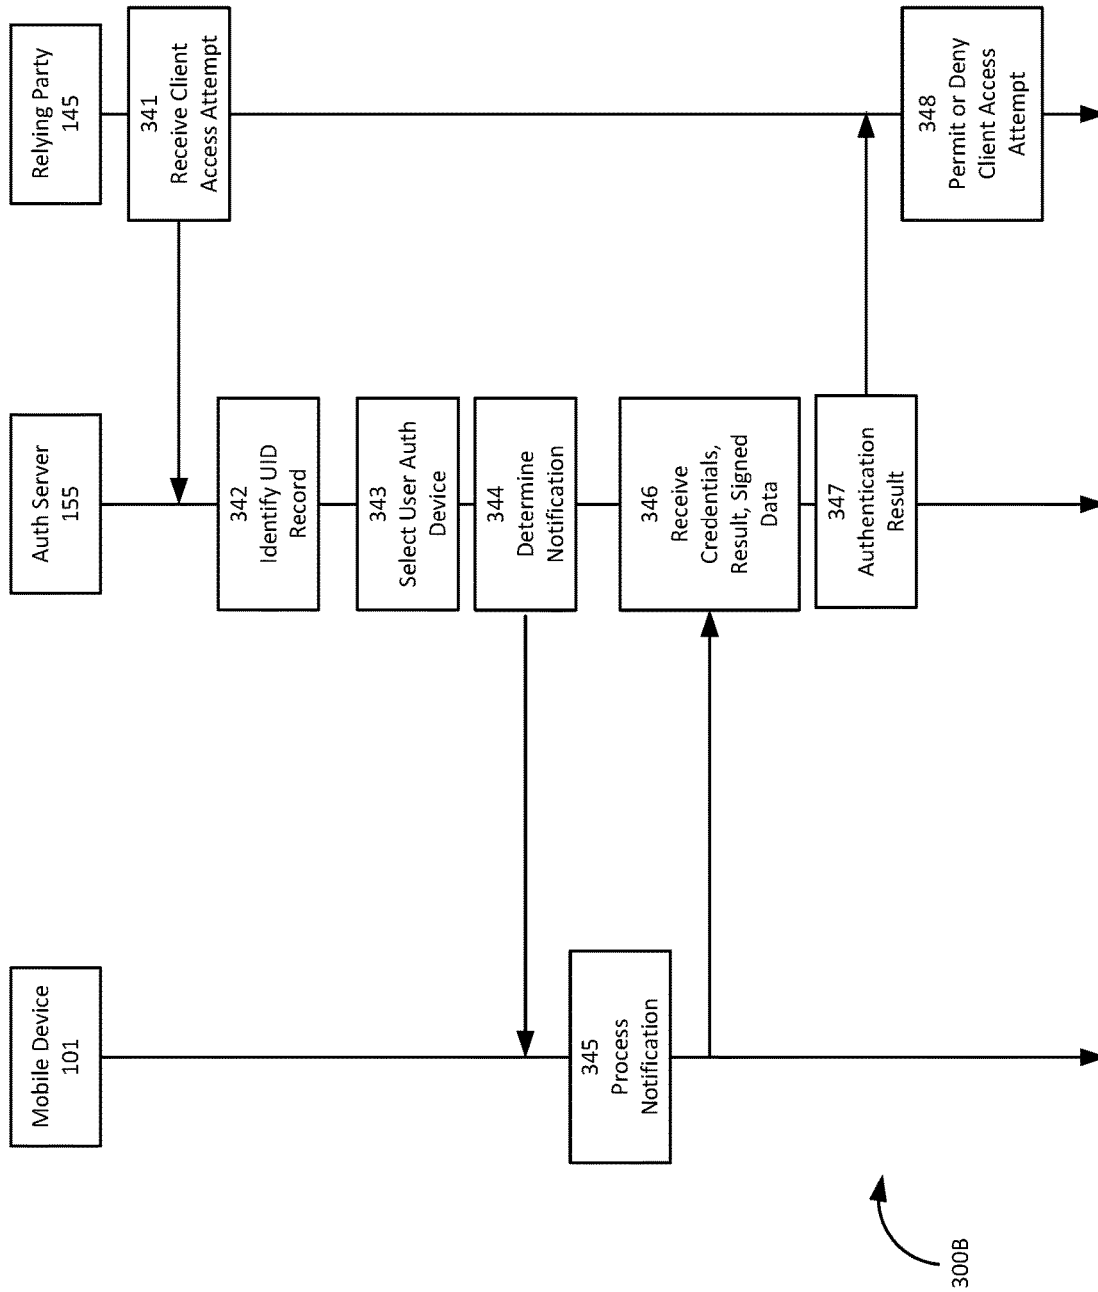 Mobile Device
101
Auth Server
155
Relying Party
145
341
Receive Client
Access Attempt
342
Identify UID
Record
343
Select User Auth
Device
344
Determine
Notification
345
Process
Notification
346
Receive
Credentials,
Result, Signed
Data
347
Authentication
Result
348
Permit or Deny
Client Access
Attempt
300B